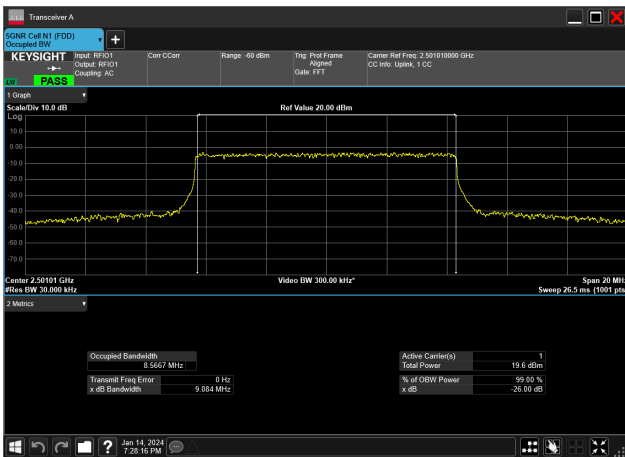 Transceiver A
5GNR Cell N1 (FDD)
Occupied BW
KEYSIGHT
PASS
Input: RFIO1
Output: RFIO1
Coupling: AC
Corr CCorr
Range: -60 dBm
Trig: Prot Frame
Aligned
Gate: FFT
Carrier Ref Freq: 2.501010000 GHz
CC Info: Uplink, 1 CC
1 Graph
Scale/Div 10.0 dB
Ref Value 20.00 dBm
Log
10.0
0.00
-10.0
-20.0
-30.0
-40.0
-50.0
-60.0
-70.0
Center 2.50101 GHz
#Res BW 30.000 kHz
Video BW 300.00 kHz*
Span 20 MHz
Sweep 26.5 ms (1001 pts
2 Metrics
Occupied Bandwidth
8.5667 MHz
Transmit Freq Error 0 Hz
x dB Bandwidth 9.084 MHz
Active Carrier(s) 1
Total Power 19.6 dBm
% of OBW Power 99.00 %
x dB -26.00 dB
Jan 14, 2024
7:28:16 PM